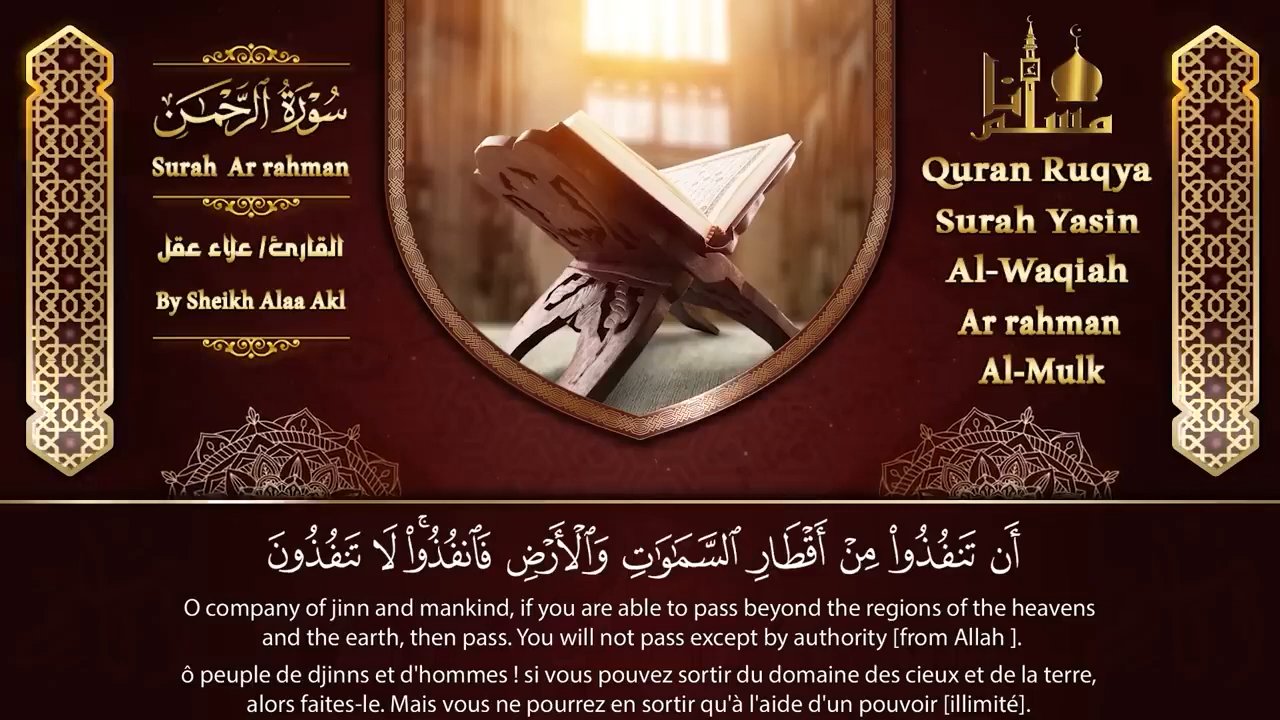 سُورَةُ الرَّحْمَٰن
Surah Ar rahman
القارئ/ علاء عقل
By Sheikh Alaa Akl
أنا مسلم
Quran Ruqya
Surah Yasin
Al-Waqiah
Ar rahman
Al-Mulk
أَن تَنفُذُوا۟ مِنْ أَقْطَارِ ٱلسَّمَـٰوَٰتِ وَٱلْأَرْضِ فَٱنفُذُوا۟ ۚ لَا تَنفُذُونَ
O company of jinn and mankind, if you are able to pass beyond the regions of the heavens
and the earth, then pass. You will not pass except by authority [from Allah ].
ô peuple de djinns et d'hommes ! si vous pouvez sortir du domaine des cieux et de la terre,
alors faites-le. Mais vous ne pourrez en sortir qu'à l'aide d'un pouvoir [illimité].